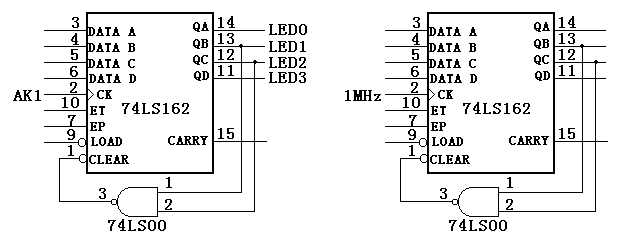 3 DATA A QA 14 LED0
4 DATA B QB 13 LED1
5 DATA C QC 12 LED2
6 DATA D QD 11 LED3
AK1 2 CK 74LS162
10 ET
7 EP
9 LOAD CARRY 15
1 CLEAR
3 1
2
74LS00
3 DATA A QA 14
4 DATA B QB 13
5 DATA C QC 12
6 DATA D QD 11
1MHz 2 CK 74LS162
10 ET
7 EP
9 LOAD CARRY 15
1 CLEAR
3 1
2
74LS00